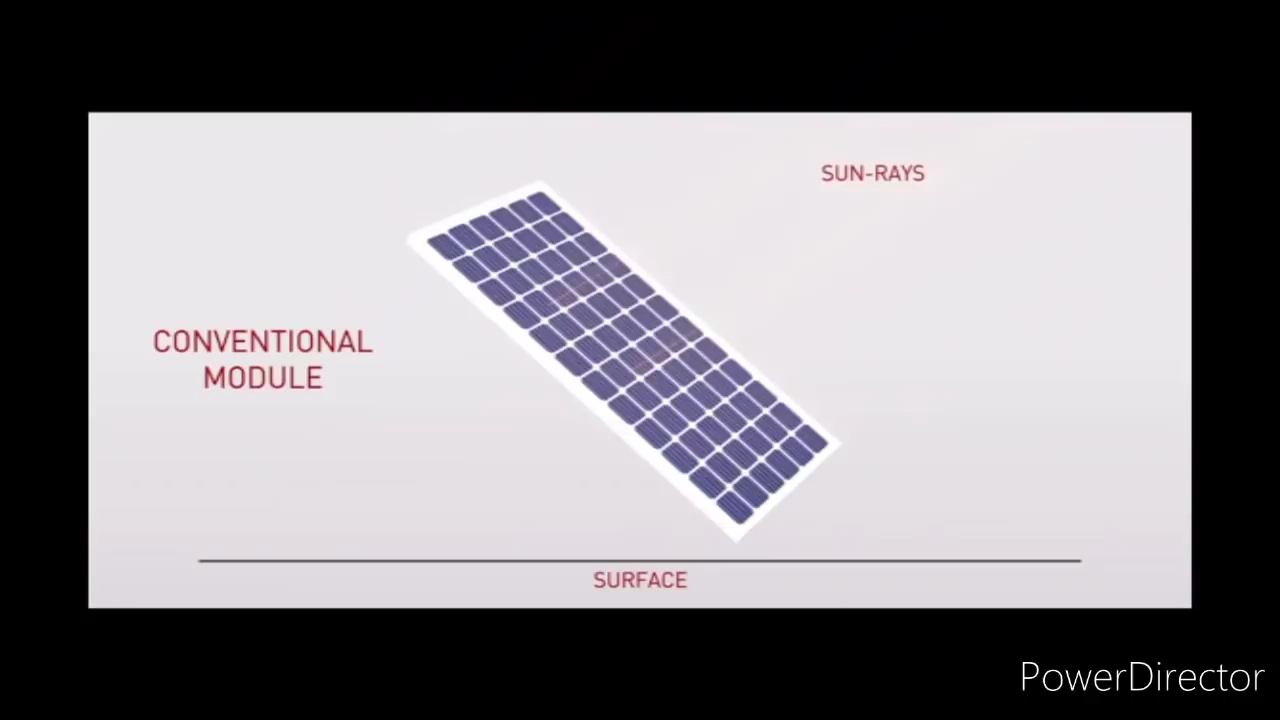 SUN-RAYS
CONVENTIONAL
MODULE
SURFACE
PowerDirector